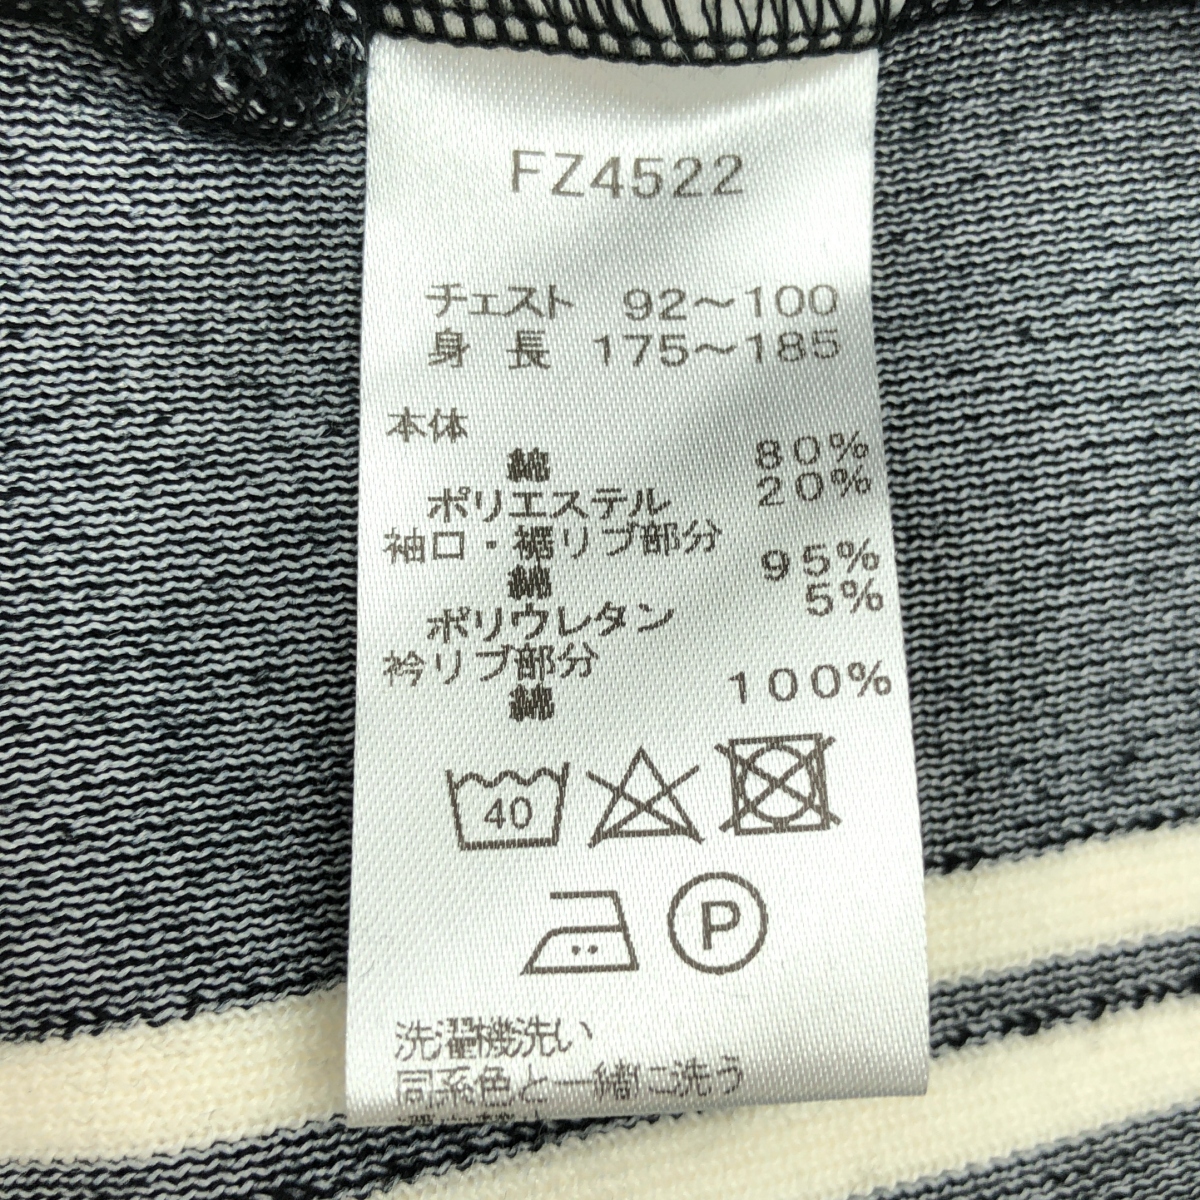 FZ4522
チェスト 92～100
身長 175～185
本体
綿 80%
ポリエステル 20%
袖口・裾リブ部分
綿 95%
ポリウレタン 5%
衿リブ部分
綿 100%
40
P
洗濯機洗い
同系色と一緒に洗う